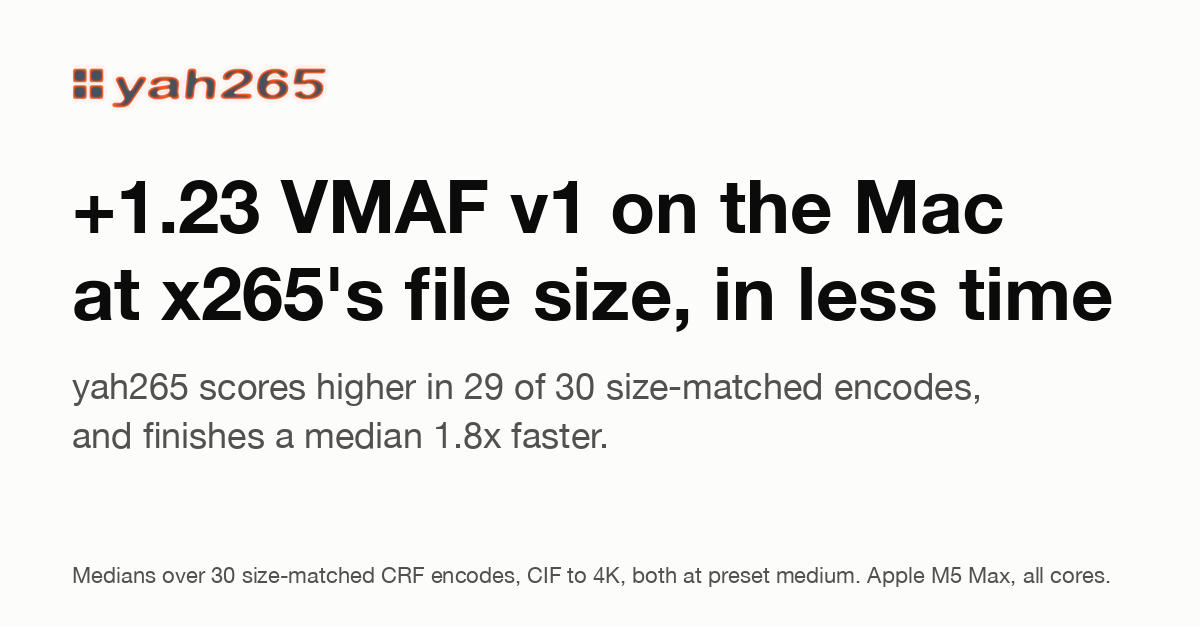 yah265
+1.23 VMAF v1 on the Mac
at x265's file size, in less time
yah265 scores higher in 29 of 30 size-matched encodes,
and finishes a median 1.8x faster.
Medians over 30 size-matched CRF encodes, CIF to 4K, both at preset medium. Apple M5 Max, all cores.